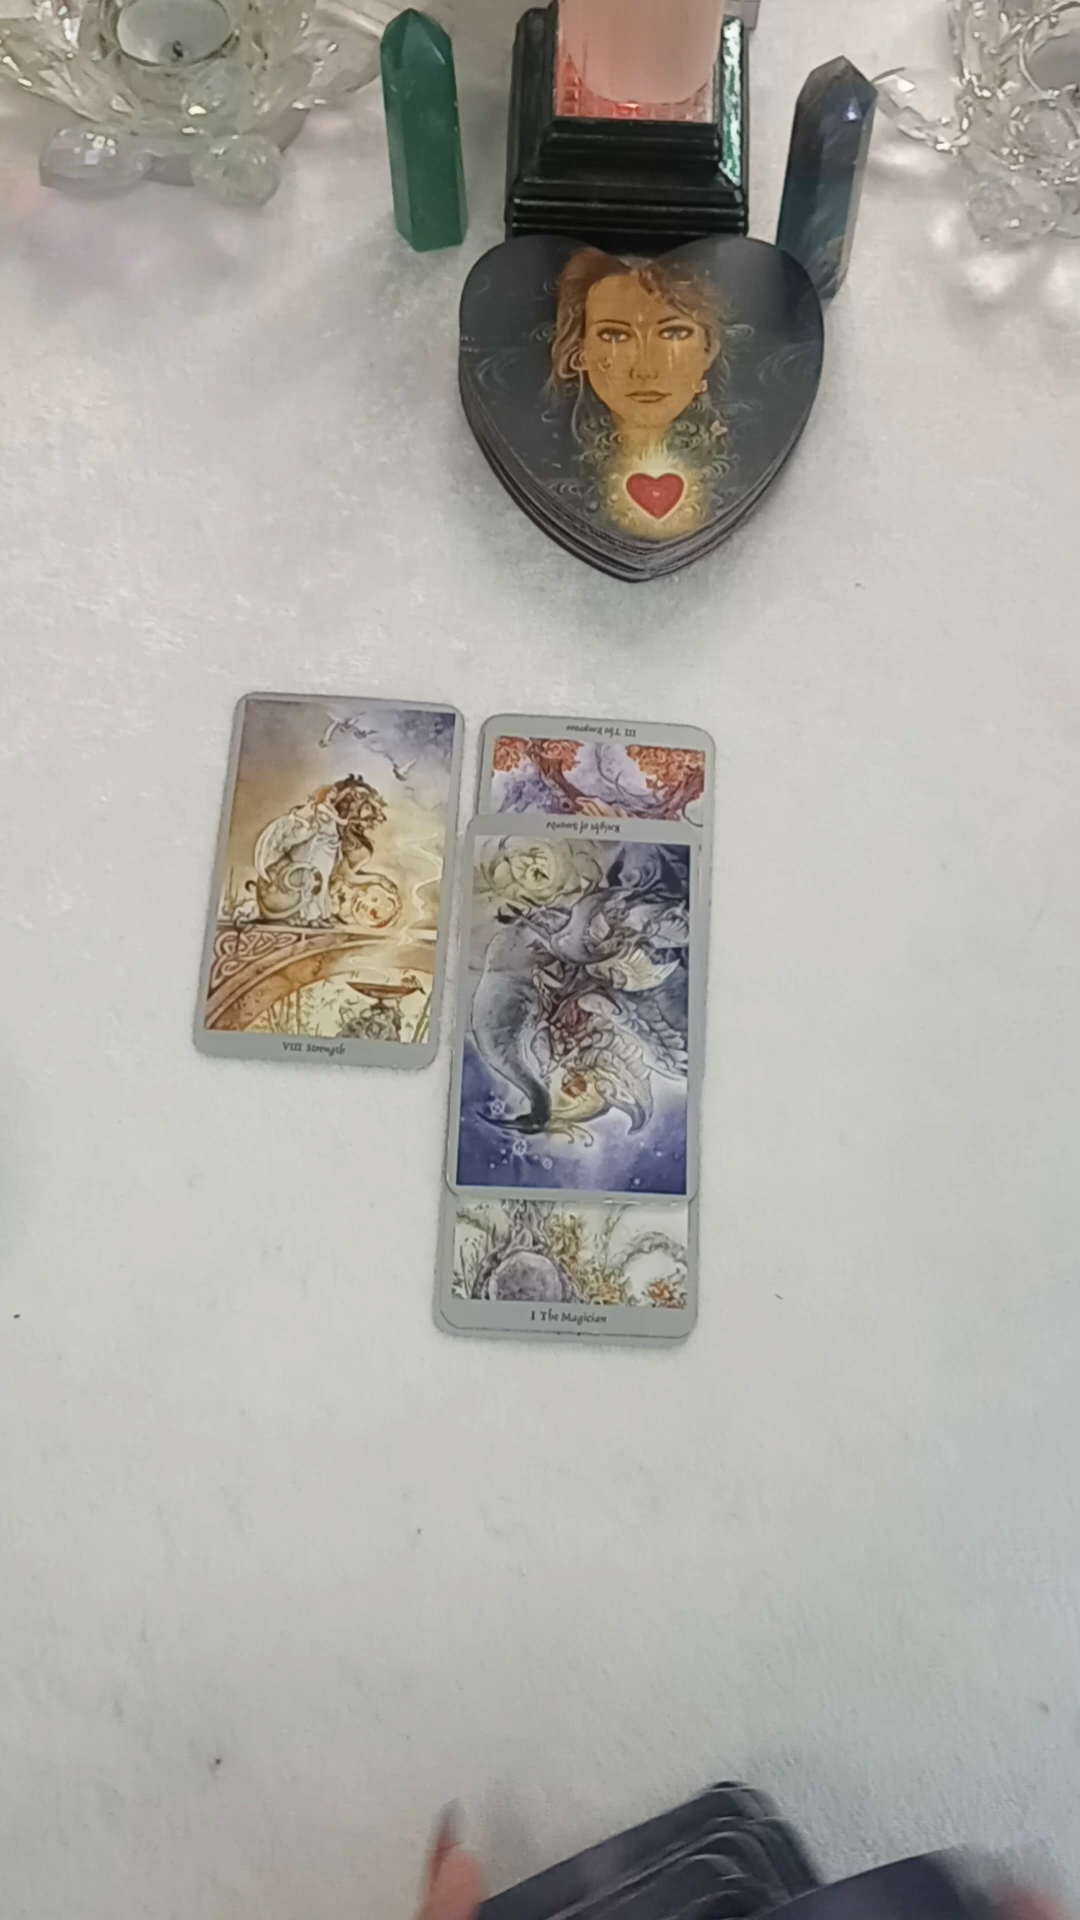 III The Empress
Knight of Swords
VIII Strength
I The Magician